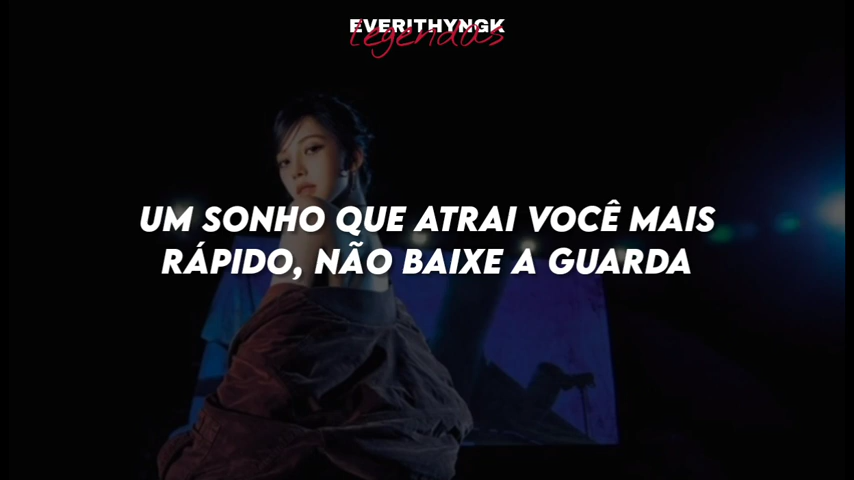 EVERITHYNGK
legendas
UM SONHO QUE ATRAI VOCÊ MAIS
RÁPIDO, NÃO BAIXE A GUARDA